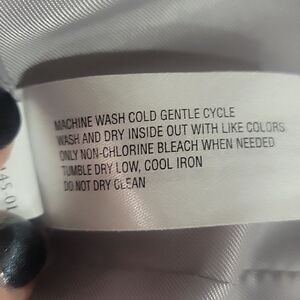 MACHINE WASH COLD GENTLE CYCLE
WASH AND DRY INSIDE OUT WITH LIKE COLORS
ONLY NON-CHLORINE BLEACH WHEN NEEDED
TUMBLE DRY LOW, COOL IRON
DO NOT DRY CLEAN